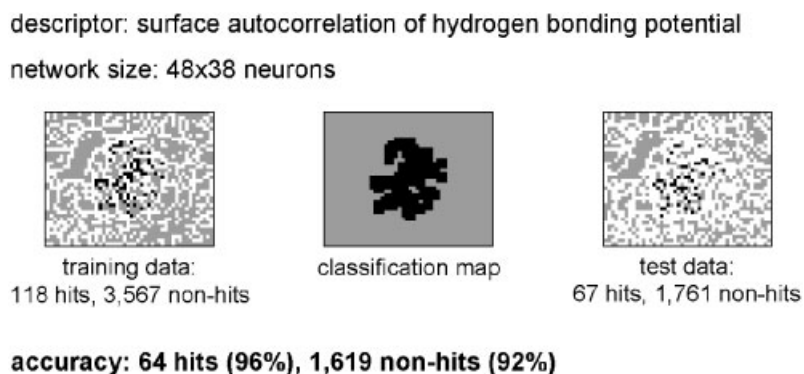 descriptor: surface autocorrelation of hydrogen bonding potential
network size: 48x38 neurons
training data:
118 hits, 3,567 non-hits
classification map
test data:
67 hits, 1,761 non-hits
accuracy: 64 hits (96%), 1,619 non-hits (92%)